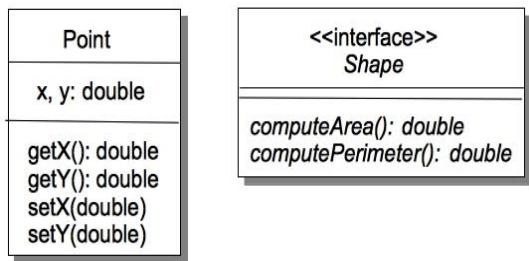 Point
x, y: double
getX(): double
getY(): double
setX(double)
setY(double)
<<interface>>
Shape
computeArea(): double
computePerimeter(): double